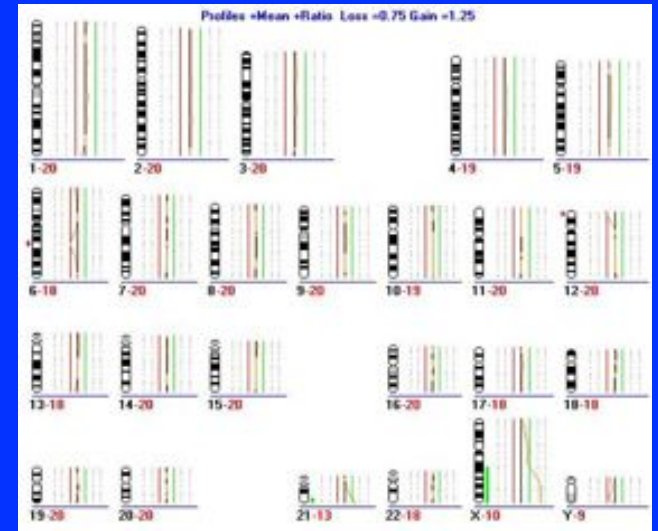 Profiles =Mean +Ratio Loss =0.75 Gain =1.25
1-20 2-20 3-20 4-19 5-19
6-18 7-20 8-20 9-20 10-19 11-20 12-20
13-18 14-20 15-20 16-20 17-18 18-18
19-20 20-20 21-13 22-18 X-10 Y-9